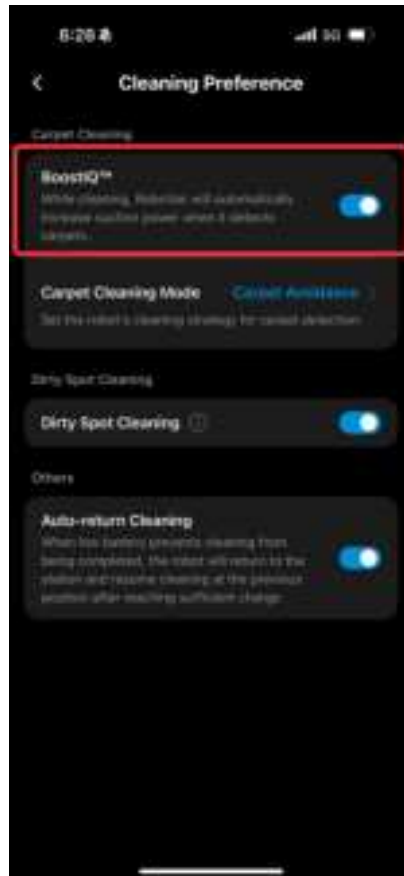 6:28
5G
Cleaning Preference
Carpet Cleaning
BoostIQ™
While cleaning, RoboVac will automatically
increase suction power when it detects
carpets.
Carpet Cleaning Mode Carpet Avoidance >
Set the robot's cleaning strategy for carpet detection
Dirty Spot Cleaning
Dirty Spot Cleaning
Others
Auto-return Cleaning
When low battery prevents cleaning from
being completed, the robot will return to the
station and resume cleaning at the previous
position after reaching sufficient charge.